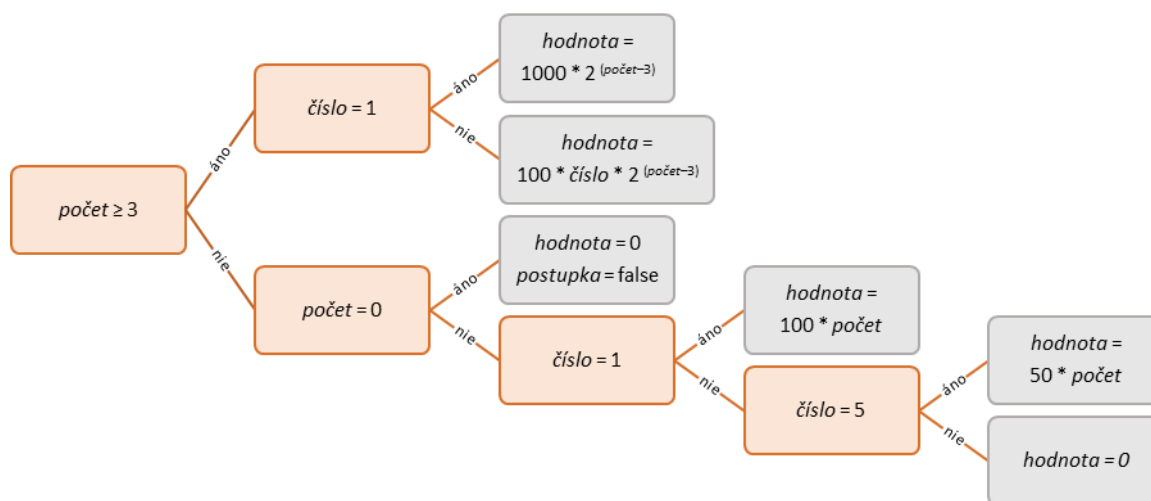 hodnota =
1000 * 2 (počet–3)
áno
číslo = 1
nie
hodnota =
100 * číslo * 2 (počet–3)
áno
počet ≥ 3
nie
hodnota = 0
postupka = false
áno
počet = 0
nie
hodnota =
100 * počet
áno
číslo = 1
nie
hodnota =
50 * počet
áno
číslo = 5
nie
hodnota = 0